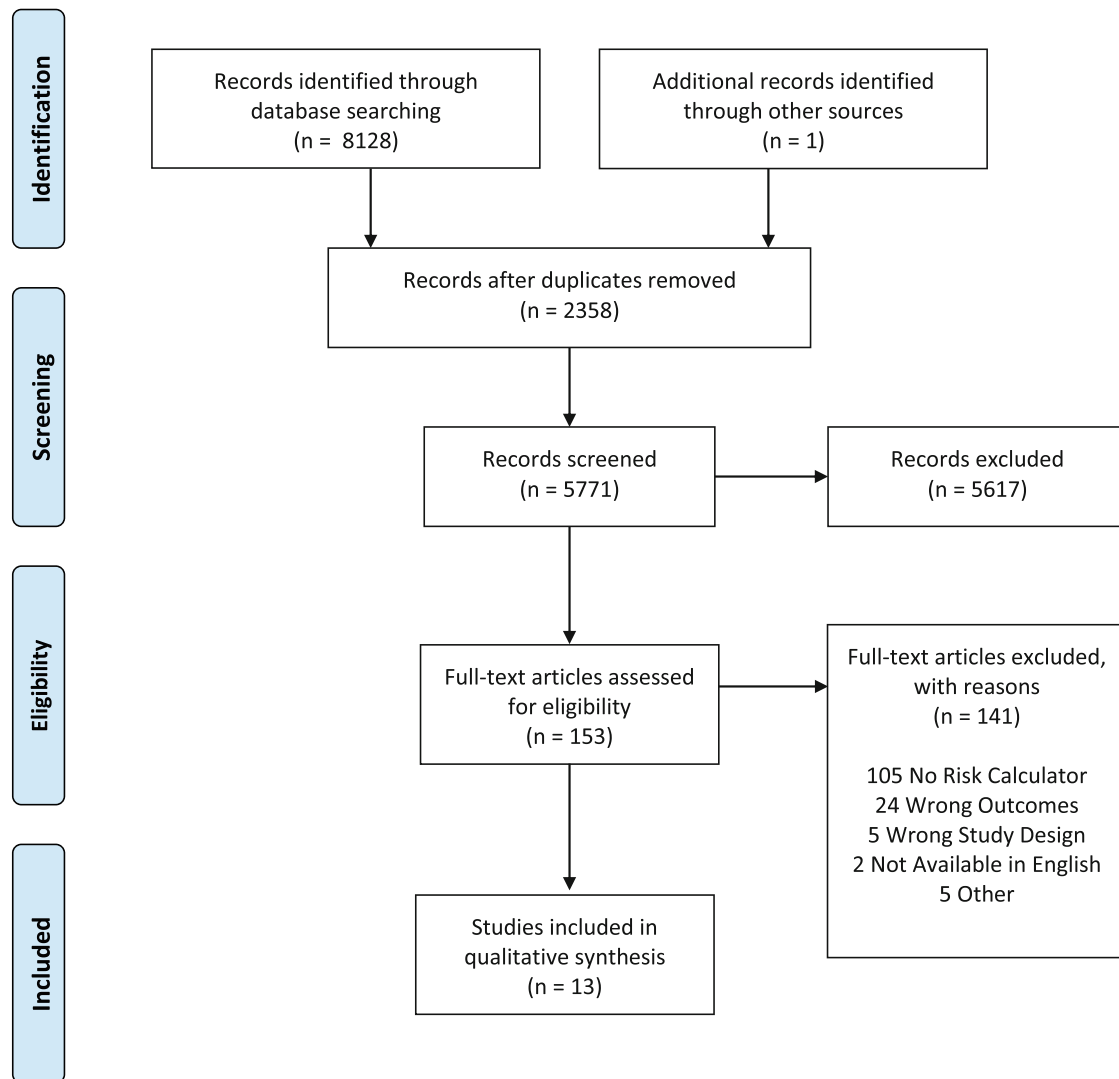 Identification
Records identified through
database searching
(n = 8128)
Additional records identified
through other sources
(n = 1)
Records after duplicates removed
(n = 2358)
Screening
Records screened
(n = 5771)
Records excluded
(n = 5617)
Eligibility
Full-text articles assessed
for eligibility
(n = 153)
Full-text articles excluded,
with reasons
(n = 141)
105 No Risk Calculator
24 Wrong Outcomes
5 Wrong Study Design
2 Not Available in English
5 Other
Included
Studies included in
qualitative synthesis
(n = 13)